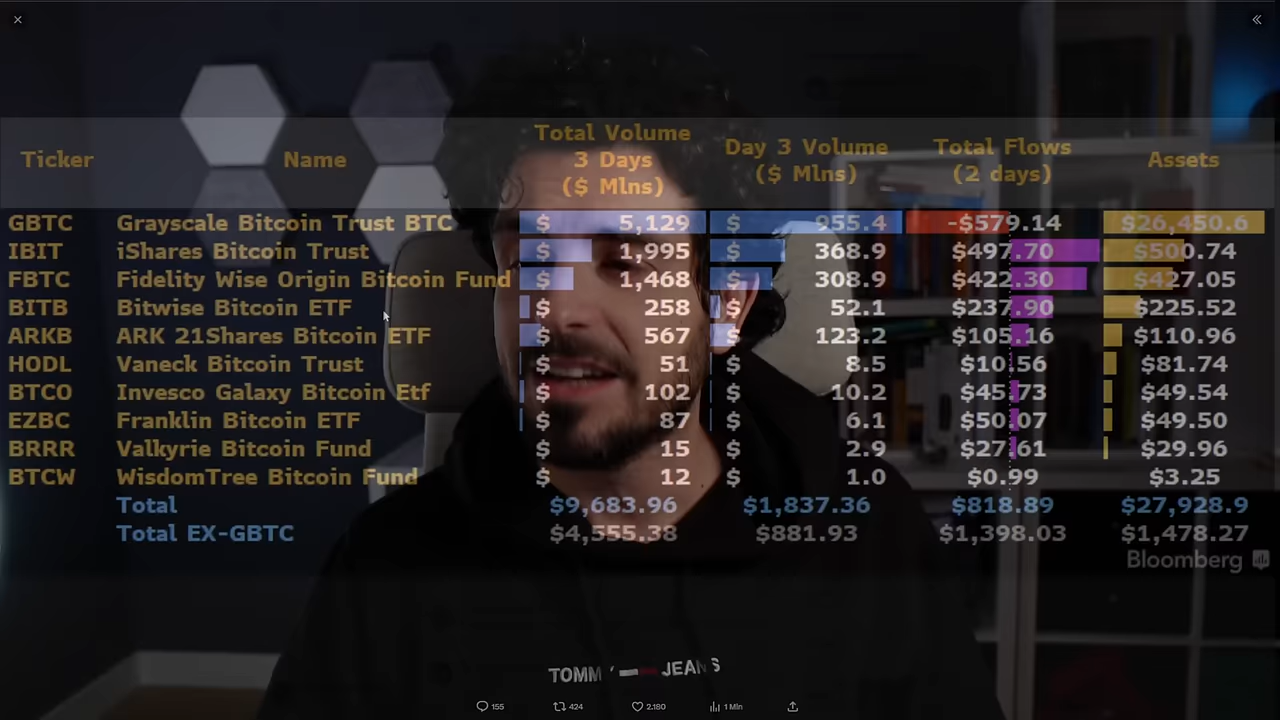 Total Volume
3 Days
($ Mlns)
Day 3 Volume
($ Mlns)
Total Flows
(2 days)
Ticker Name Assets
GBTC Grayscale Bitcoin Trust BTC $ 5,129 $ 955.4 -$579.14 $26,450.6
IBIT iShares Bitcoin Trust $ 1,995 $ 368.9 $497.70 $500.74
FBTC Fidelity Wise Origin Bitcoin Fund $ 1,468 $ 308.9 $422.30 $427.05
BITB Bitwise Bitcoin ETF $ 258 $ 52.1 $237.90 $225.52
ARKB ARK 21Shares Bitcoin ETF $ 567 $ 123.2 $105.16 $110.96
HODL Vaneck Bitcoin Trust $ 51 $ 8.5 $10.56 $81.74
BTCO Invesco Galaxy Bitcoin Etf $ 102 $ 10.2 $45.73 $49.54
EZBC Franklin Bitcoin ETF $ 87 $ 6.1 $50.07 $49.50
BRRR Valkyrie Bitcoin Fund $ 15 $ 2.9 $27.61 $29.96
BTCW WisdomTree Bitcoin Fund $ 12 $ 1.0 $0.99 $3.25
Total $9,683.96 $1,837.36 $818.89 $27,928.9
Total EX-GBTC $4,555.38 $881.93 $1,398.03 $1,478.27
Bloomberg
TOMMY JEANS
155 424 2.180 1 Mln